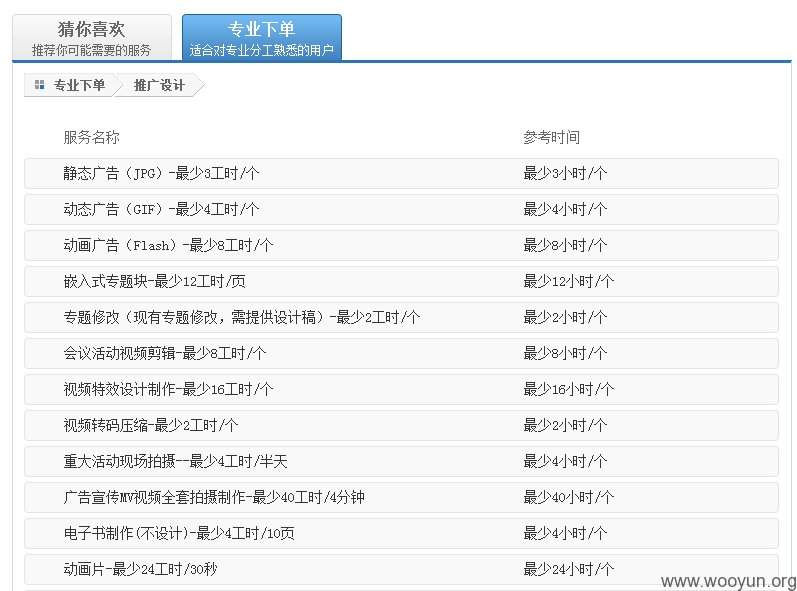 猜你喜欢
推荐你可能需要的服务
专业下单
适合对专业分工熟悉的用户
专业下单 推广设计
服务名称 参考时间
静态广告（JPG）-最少3工时/个 最少3小时/个
动态广告（GIF）-最少4工时/个 最少4小时/个
动画广告（Flash）-最少8工时/个 最少8小时/个
嵌入式专题块-最少12工时/页 最少12小时/个
专题修改（现有专题修改，需提供设计稿）-最少2工时/个 最少2小时/个
会议活动视频剪辑-最少8工时/个 最少8小时/个
视频特效设计制作-最少16工时/个 最少16小时/个
视频转码压缩-最少2工时/个 最少2小时/个
重大活动现场拍摄--最少4工时/半天 最少4小时/个
广告宣传MV视频全套拍摄制作-最少40工时/4分钟 最少40小时/个
电子书制作(不设计)-最少4工时/10页 最少4小时/个
动画片-最少24工时/30秒 最少24小时/个
www.wooyun.org